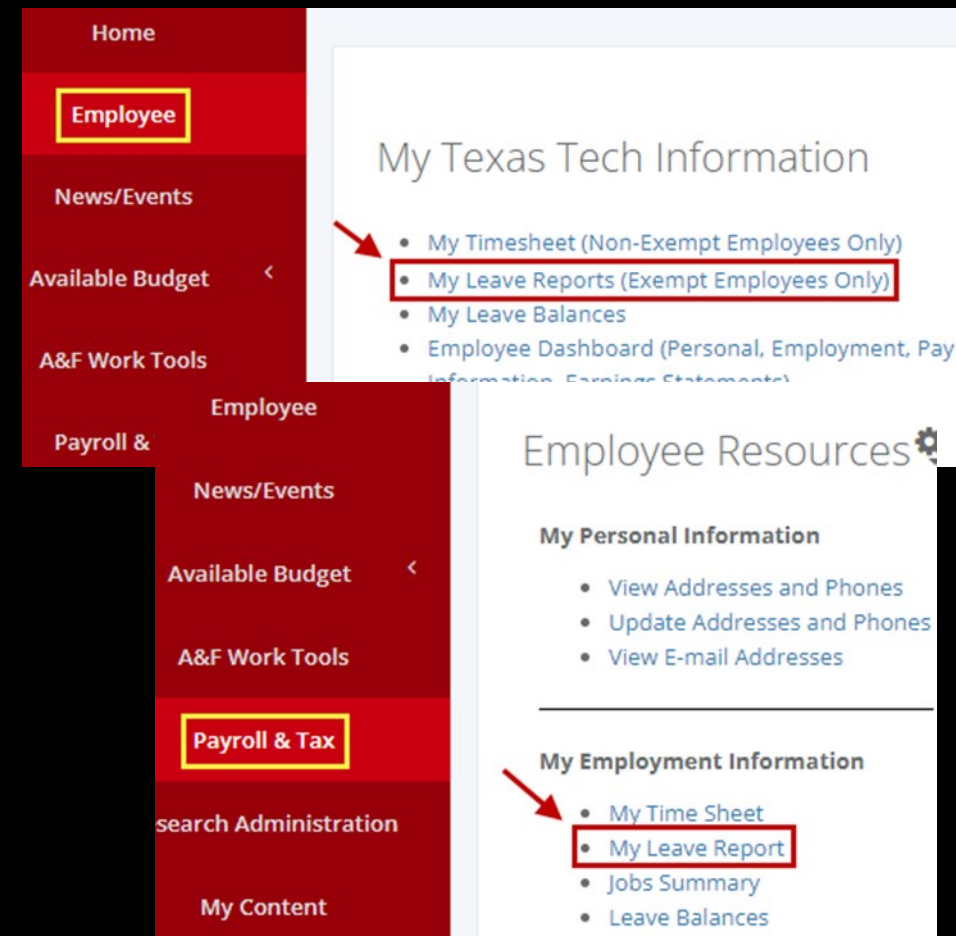 Home
Employee
News/Events
Available Budget
A&F Work Tools
Payroll &
My Texas Tech Information
My Timesheet (Non-Exempt Employees Only)
My Leave Reports (Exempt Employees Only)
My Leave Balances
Employee Dashboard (Personal, Employment, Pay
Information, Earnings Statements)
Employee
News/Events
Available Budget
A&F Work Tools
Payroll & Tax
search Administration
My Content
Employee Resources
My Personal Information
View Addresses and Phones
Update Addresses and Phones
View E-mail Addresses
My Employment Information
My Time Sheet
My Leave Report
Jobs Summary
Leave Balances